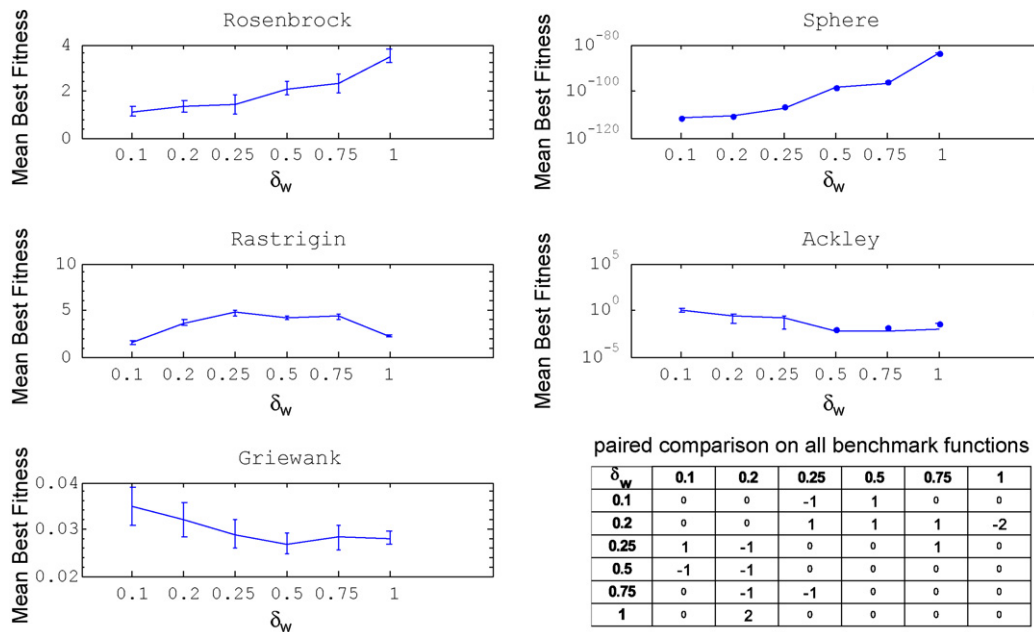 Rosenbrock
Mean Best Fitness
4
2
0
0.1 0.2 0.25 0.5 0.75 1
δw
Sphere
Mean Best Fitness
10^-80
10^-100
10^-120
0.1 0.2 0.25 0.5 0.75 1
δw
Rastrigin
Mean Best Fitness
10
5
0
0.1 0.2 0.25 0.5 0.75 1
δw
Ackley
Mean Best Fitness
10^5
10^0
10^-5
0.1 0.2 0.25 0.5 0.75 1
δw
Griewank
Mean Best Fitness
0.04
0.03
0.02
0.1 0.2 0.25 0.5 0.75 1
δw
paired comparison on all benchmark functions
δw 0.1 0.2 0.25 0.5 0.75 1
0.1 0 0 -1 1 0 0
0.2 0 0 1 1 1 -2
0.25 1 -1 0 0 1 0
0.5 -1 -1 0 0 0 0
0.75 0 -1 -1 0 0 0
1 0 2 0 0 0 0